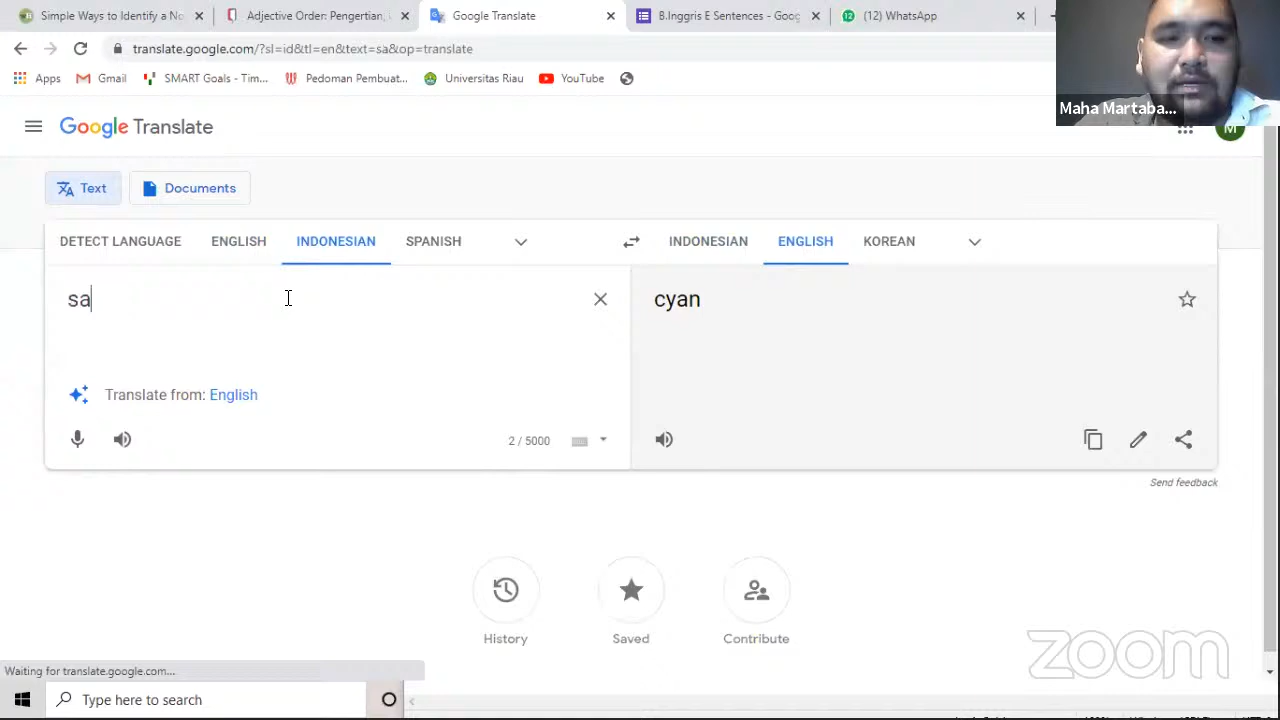 Simple Ways to Identify a No
Adjective Order: Pengertian,
Google Translate
B.Inggris E Sentences - Goog
(12) WhatsApp
translate.google.com/?sl=id&tl=en&text=sa&op=translate
Apps
Gmail
SMART Goals - Tim...
Pedoman Pembuat...
Universitas Riau
YouTube
Maha Martaba...
Google Translate
M
Text
Documents
DETECT LANGUAGE
ENGLISH
INDONESIAN
SPANISH
INDONESIAN
ENGLISH
KOREAN
sa
cyan
Translate from: English
2 / 5000
Send feedback
History
Saved
Contribute
zoom
Waiting for translate.google.com...
Type here to search